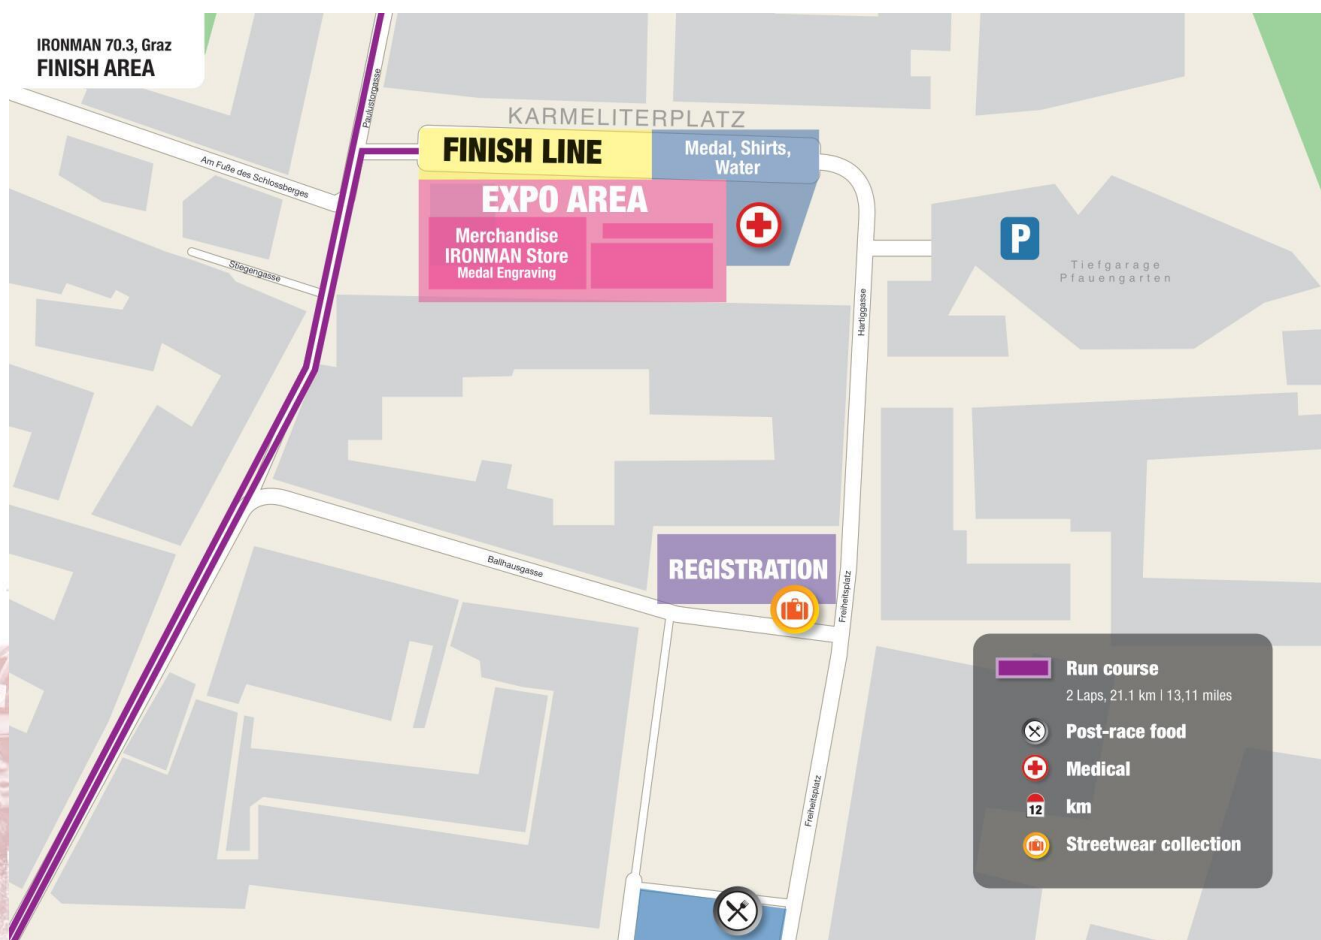 IRONMAN 70.3, Graz
FINISH AREA
Paulustorgasse
KARMELITERPLATZ
FINISH LINE
Medal, Shirts,
Water
Am Fuße des Schlossberges
EXPO AREA
Merchandise
IRONMAN Store
Medal Engraving
P
Tiefgarage
Pfauengarten
Stiegengasse
Hartiggasse
Ballhausgasse
REGISTRATION
Freiheitsplatz
Run course
2 Laps, 21.1 km | 13,11 miles
Post-race food
Medical
12
km
Streetwear collection
Freiheitsplatz